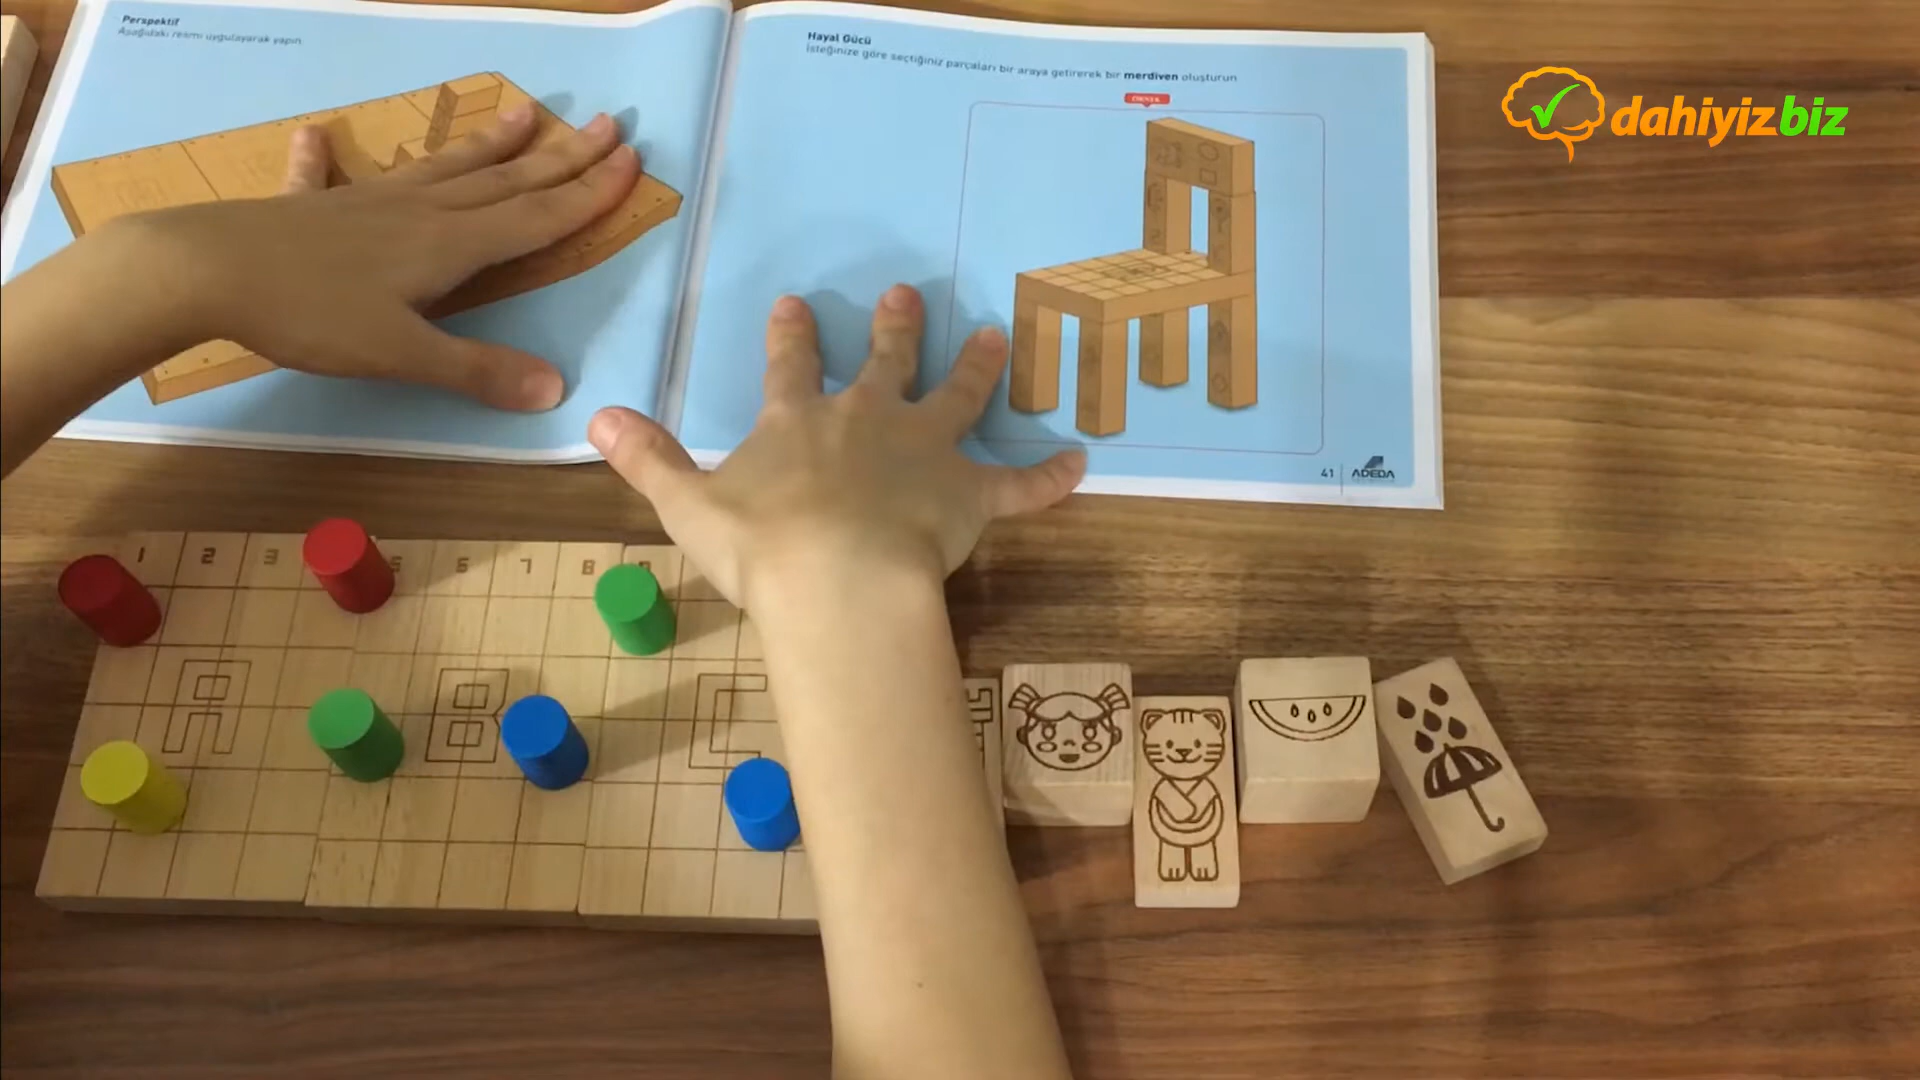 Perspektif
Aşağıdaki resmi uygulayarak yapın
Hayal Gücü
İsteğinize göre seçtiğiniz parçaları bir araya getirerek bir merdiven oluşturun
ÖRNEK
dahiyizbiz
41
ADEDA
1 2 3 5 6 7 8
A B C